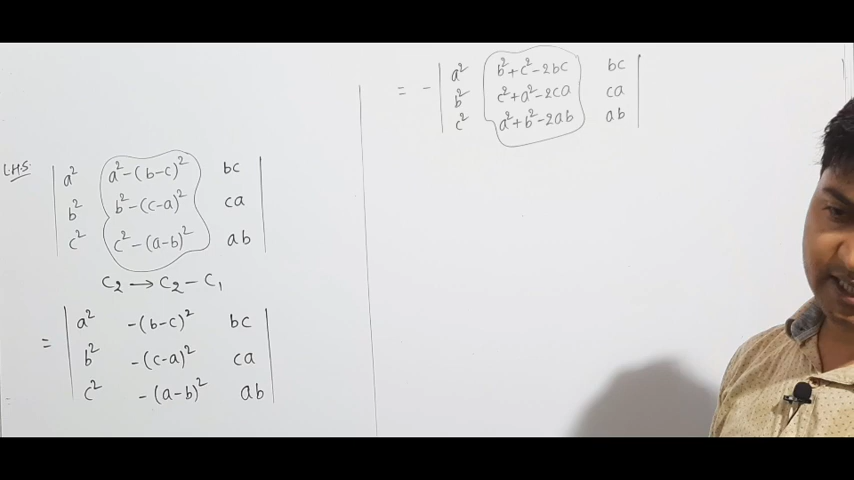 L.H.S.
| a² a²-(b-c)² bc |
| b² b²-(c-a)² ca |
| c² c²-(a-b)² ab |
C₂ → C₂ - C₁
= | a² -(b-c)² bc |
| b² -(c-a)² ca |
| c² -(a-b)² ab |
= - | a² b²+c²-2bc bc |
| b² c²+a²-2ca ca |
| c² a²+b²-2ab ab |